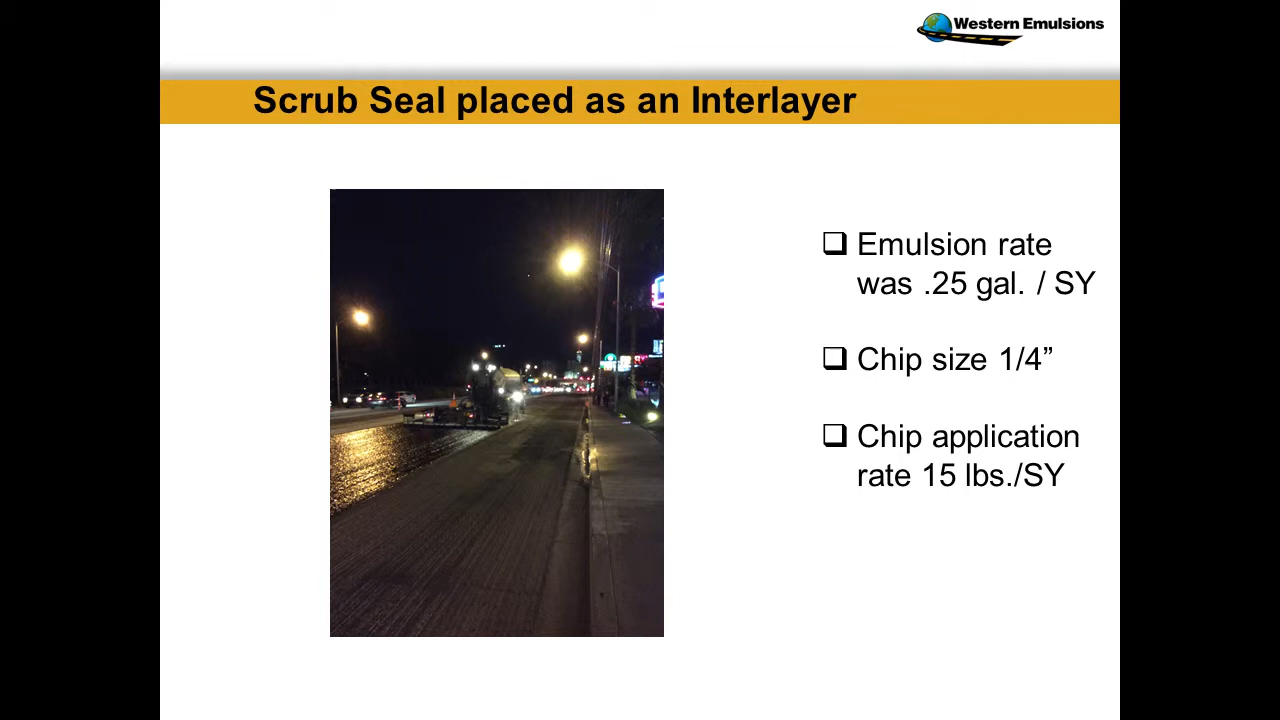 Western Emulsions
Scrub Seal placed as an Interlayer
❑ Emulsion rate
was .25 gal. / SY
❑ Chip size 1/4”
❑ Chip application
rate 15 lbs./SY